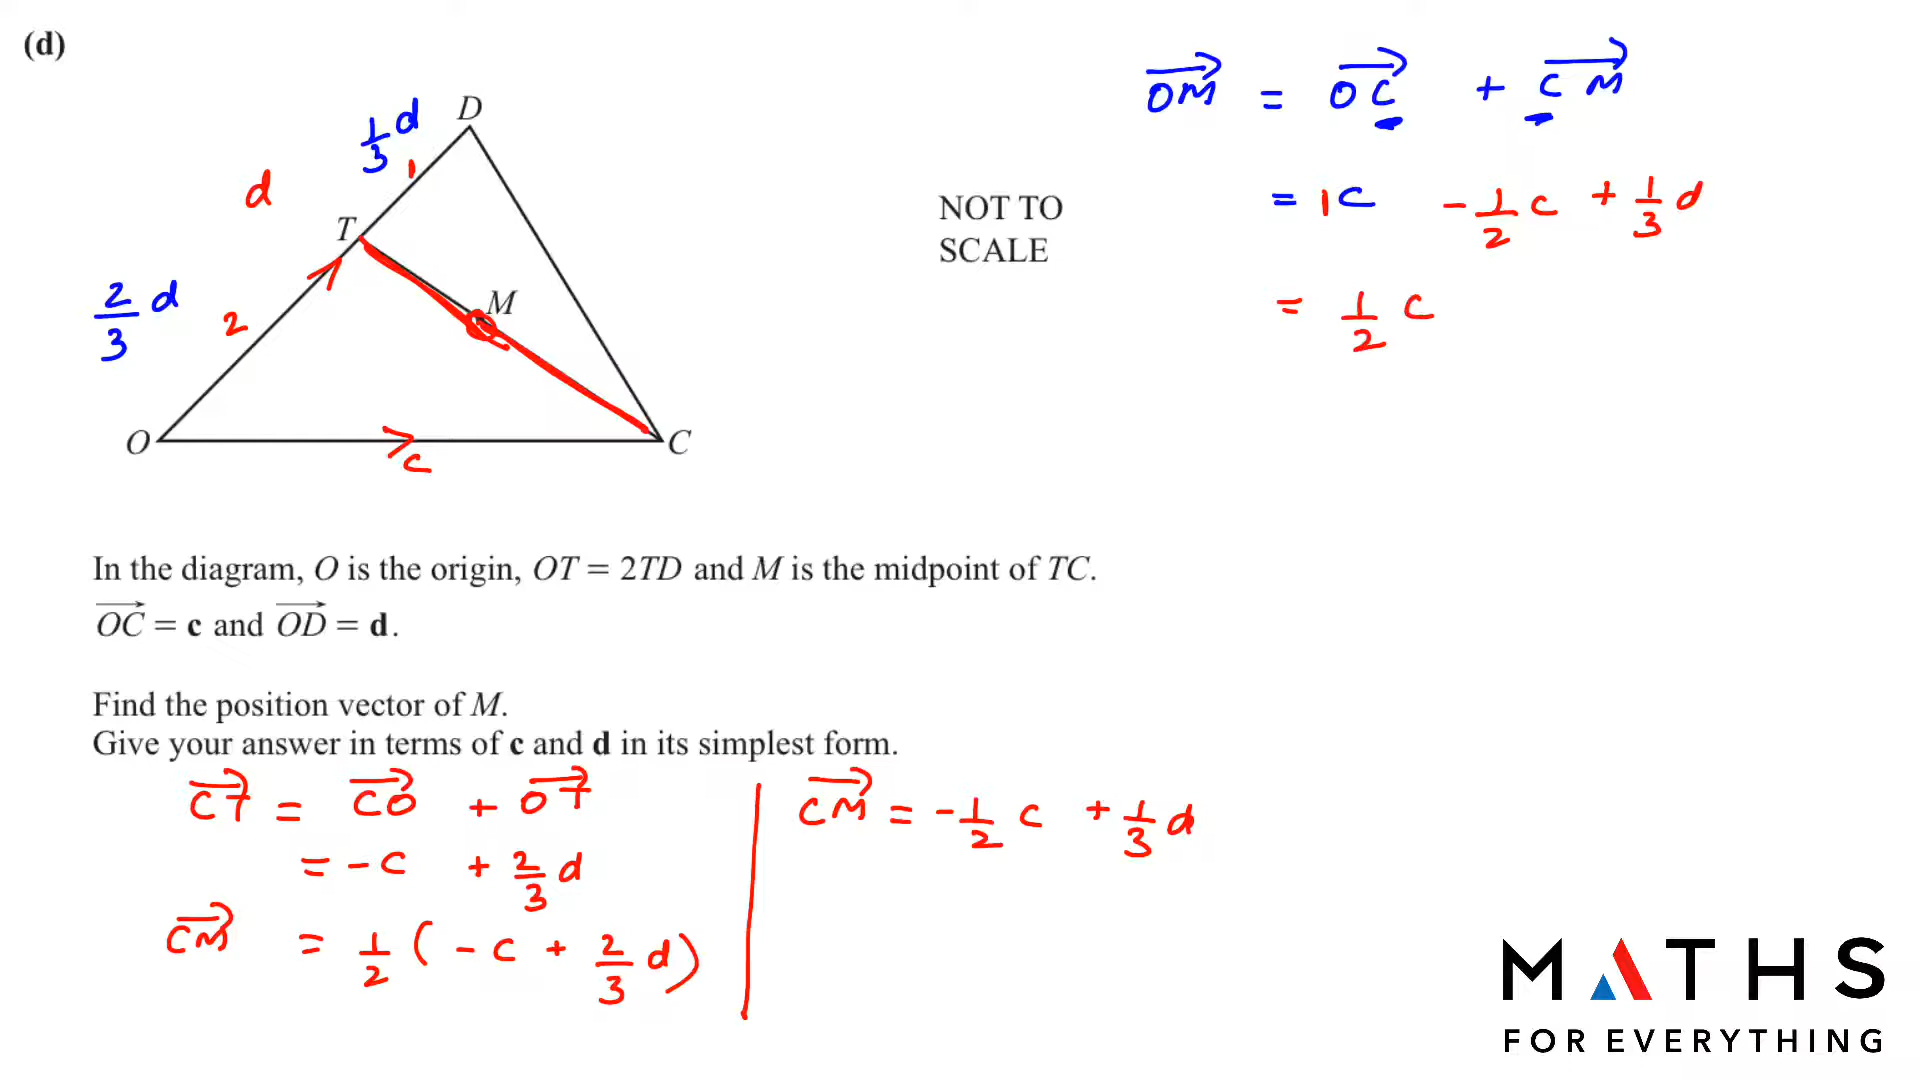 (d)
D
1/3 d
1
d
T
2/3 d
2
M
O
C
c
NOT TO
SCALE
OM = OC + CM
= 1c - 1/2 c + 1/3 d
= 1/2 c
In the diagram, O is the origin, OT = 2TD and M is the midpoint of TC.
OC = c and OD = d.
Find the position vector of M.
Give your answer in terms of c and d in its simplest form.
CT = CO + OT
= -c + 2/3 d
CM = 1/2 ( -c + 2/3 d)
CM = -1/2 c + 1/3 d
MATHS
FOR EVERYTHING